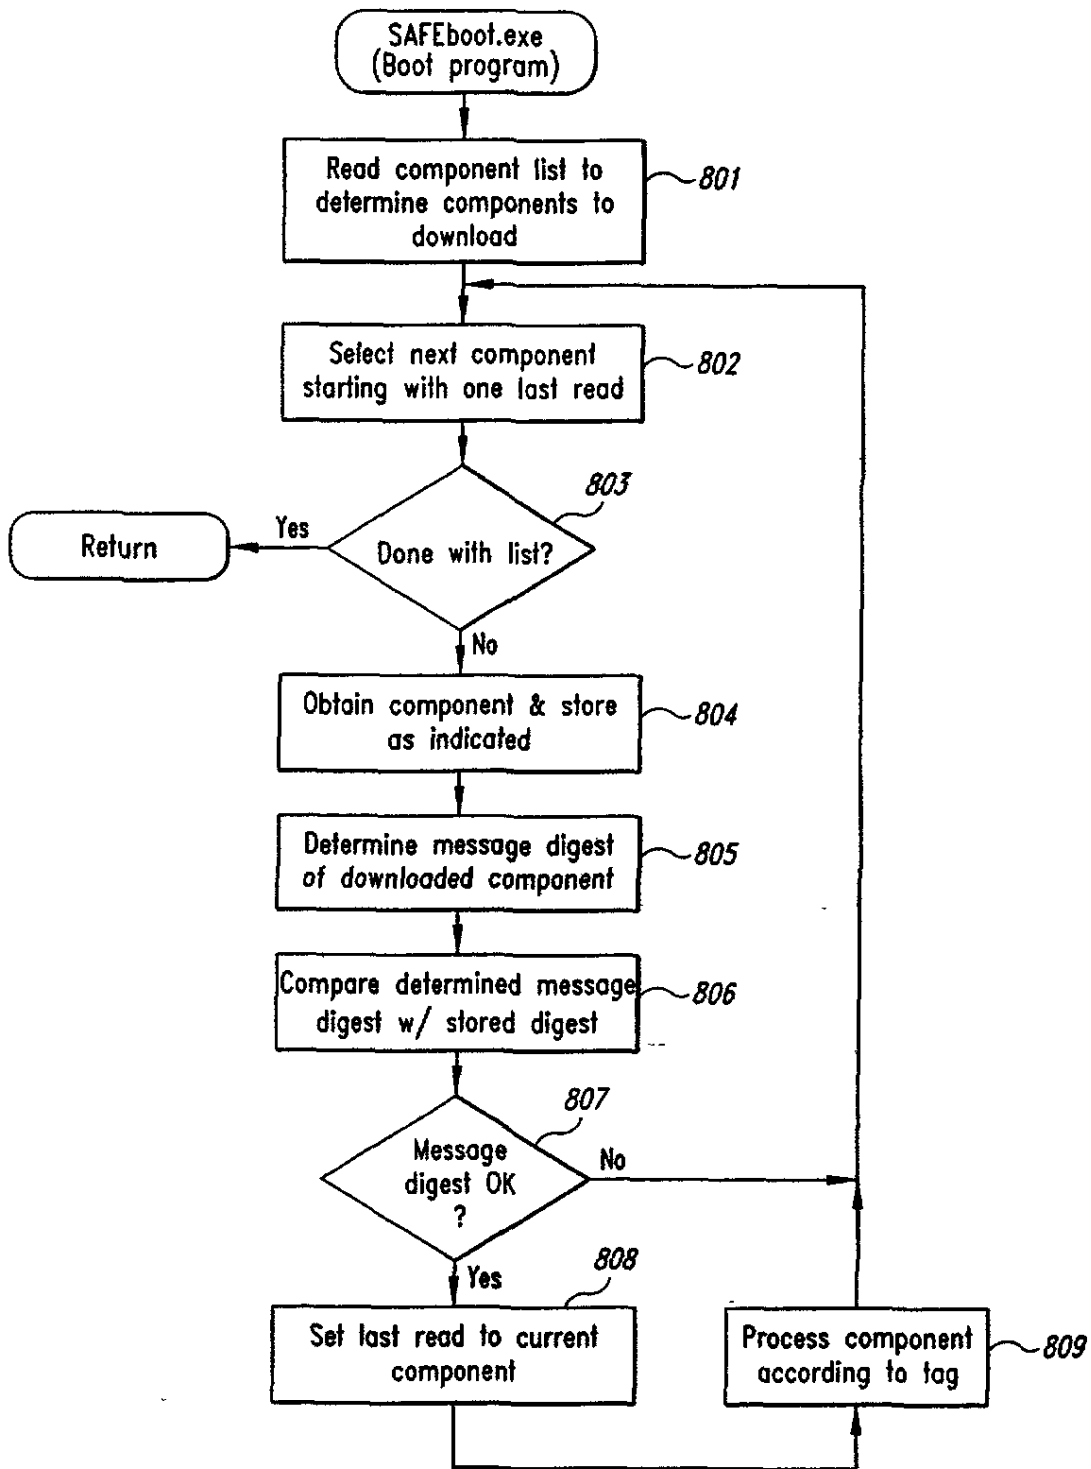 SAFEboot.exe
(Boot program)
Read component list to
determine components to
download
801
Select next component
starting with one last read
802
803
Done with list?
Yes
Return
No
Obtain component & store
as indicated
804
Determine message digest
of downloaded component
805
Compare determined message
digest w/ stored digest
806
807
Message
digest OK
?
No
Yes
808
Set last read to current
component
Process component
according to tag
809